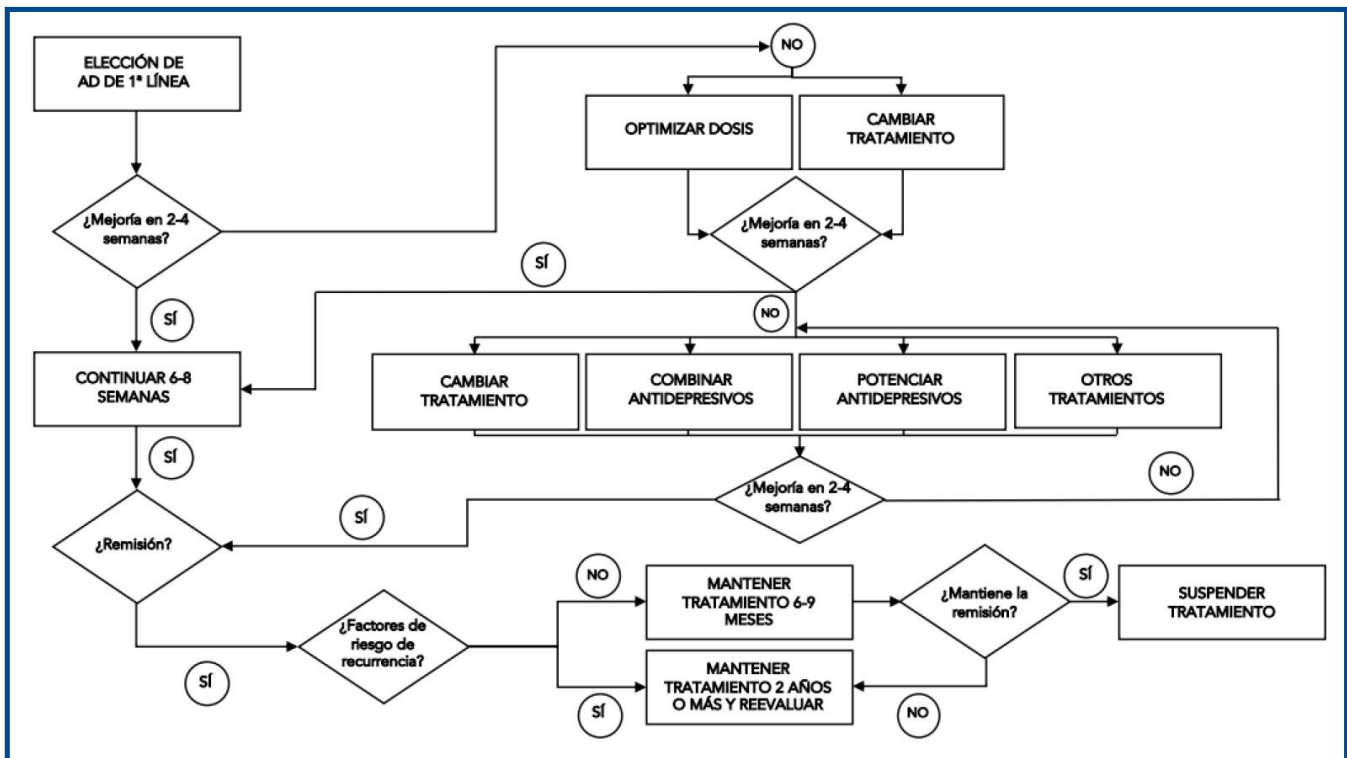 ELECCIÓN DE
AD DE 1ª LÍNEA
NO
OPTIMIZAR DOSIS
CAMBIAR
TRATAMIENTO
¿Mejoría en 2-4
semanas?
¿Mejoría en 2-4
semanas?
SÍ
SÍ
NO
CONTINUAR 6-8
SEMANAS
CAMBIAR
TRATAMIENTO
COMBINAR
ANTIDEPRESIVOS
POTENCIAR
ANTIDEPRESIVOS
OTROS
TRATAMIENTOS
SÍ
¿Mejoría en 2-4
semanas?
NO
SÍ
¿Remisión?
NO
MANTENER
TRATAMIENTO 6-9
MESES
¿Mantiene la
remisión?
SÍ
SUSPENDER
TRATAMIENTO
¿Factores de
riesgo de
recurrencia?
SÍ
SÍ
MANTENER
TRATAMIENTO 2 AÑOS
O MÁS Y REEVALUAR
NO